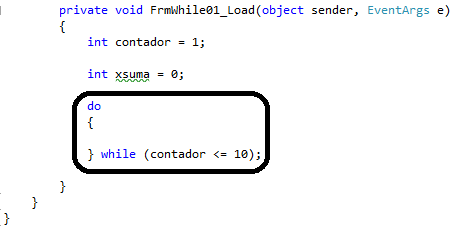 private void FrmWhile01_Load(object sender, EventArgs e)
{
int contador = 1;
int xsuma = 0;
do
{
} while (contador <= 10);
}
}
}